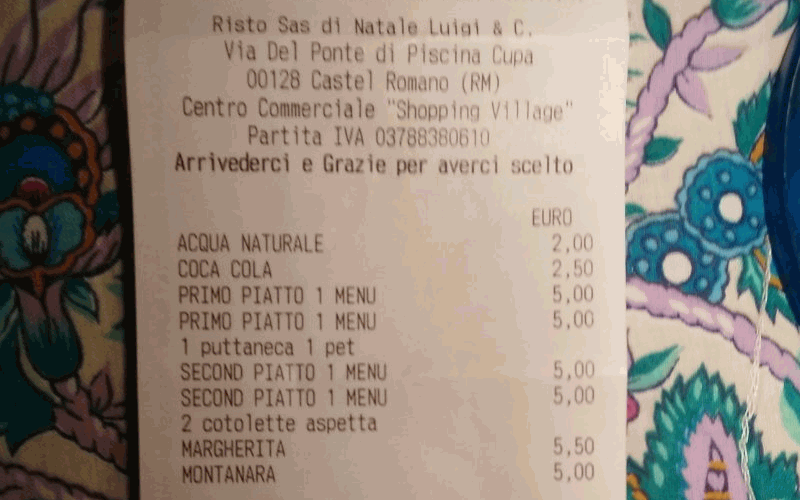 Risto Sas di Natale Luigi & C.
Via Del Ponte di Piscina Cupa
00128 Castel Romano (RM)
Centro Commerciale "Shopping Village"
Partita IVA 03788380610
Arrivederci e Grazie per averci scelto
EURO
ACQUA NATURALE 2,00
COCA COLA 2,50
PRIMO PIATTO 1 MENU 5,00
PRIMO PIATTO 1 MENU 5,00
1 puttaneca 1 pet
SECOND PIATTO 1 MENU 5,00
SECOND PIATTO 1 MENU 5,00
2 cotolette aspetta
MARGHERITA 5,50
MONTANARA 5,00